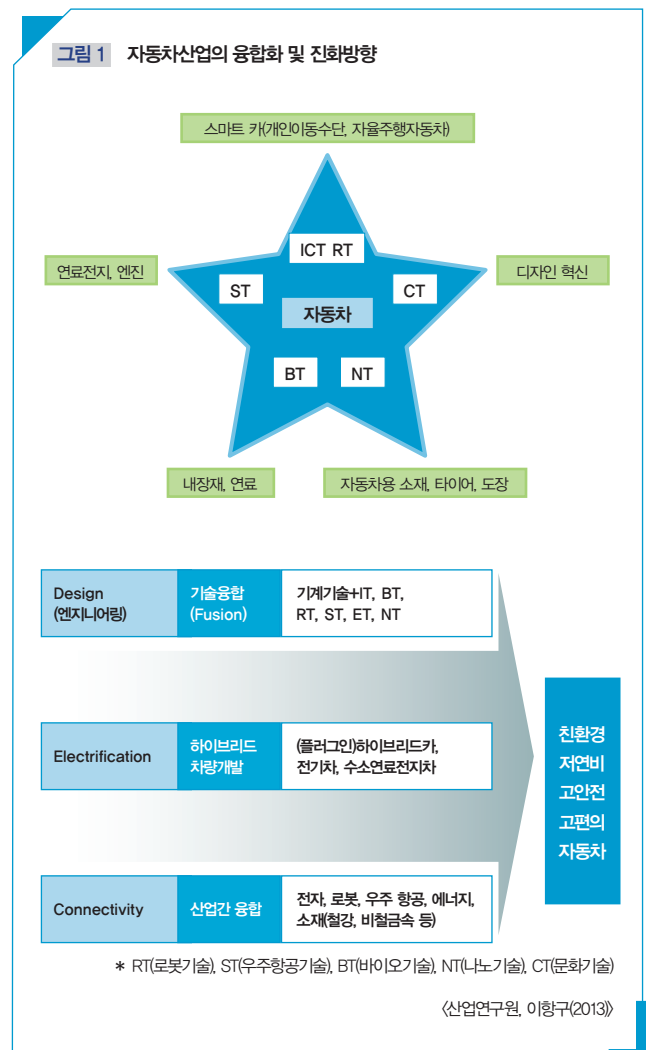 그림 1 자동차산업의 융합화 및 진화방향
스마트 카(개인이동수단, 자율주행자동차)
ICT RT
연료전지, 엔진
디자인 혁신
ST
CT
자동차
BT
NT
내장재, 연료
자동차용 소재, 타이어, 도장
Design
(엔지니어링)
기술융합
(Fusion)
기계기술+IT, BT,
RT, ST, ET, NT
Electrification
하이브리드
차량개발
(플러그인)하이브리드카,
전기차, 수소연료전지차
Connectivity
산업간 융합
전자, 로봇, 우주 항공, 에너지,
소재(철강, 비철금속 등)
친환경
저연비
고안전
고편의
자동차
* RT(로봇기술), ST(우주항공기술), BT(바이오기술), NT(나노기술), CT(문화기술)
〈산업연구원, 이항구(2013)〉